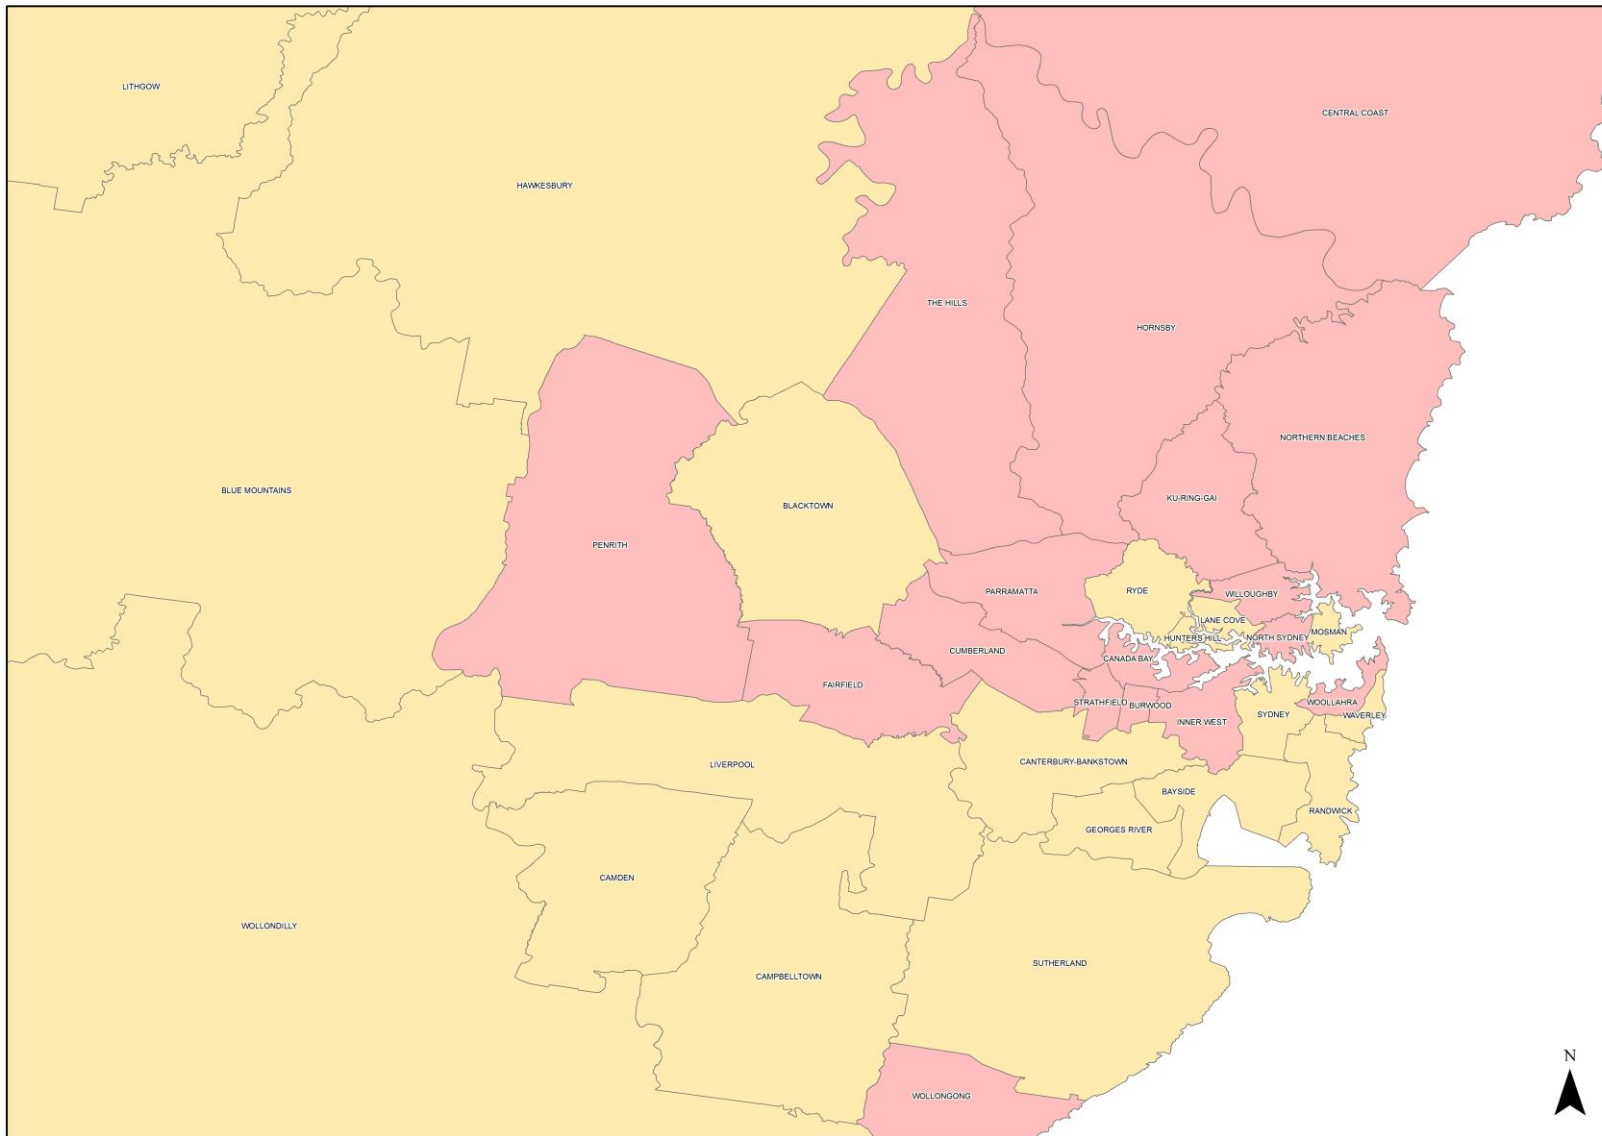 LITHGOW
CENTRAL COAST
HAWKESBURY
THE HILLS
HORNSBY
NORTHERN BEACHES
BLUE MOUNTAINS
KU-RING-GAI
BLACKTOWN
PENRITH
PARRAMATTA
RYDE
WILLOUGHBY
LANE COVE
MOSMAN
HUNTERS HILL
NORTH SYDNEY
CUMBERLAND
CANADA BAY
FAIRFIELD
STRATHFIELD
BURWOOD
WOOLLAHRA
SYDNEY
WAVERLEY
INNER WEST
LIVERPOOL
CANTERBURY-BANKSTOWN
BAYSIDE
RANDWICK
GEORGES RIVER
CAMDEN
WOLLONDILLY
SUTHERLAND
CAMPBELLTOWN
N
WOLLONGONG